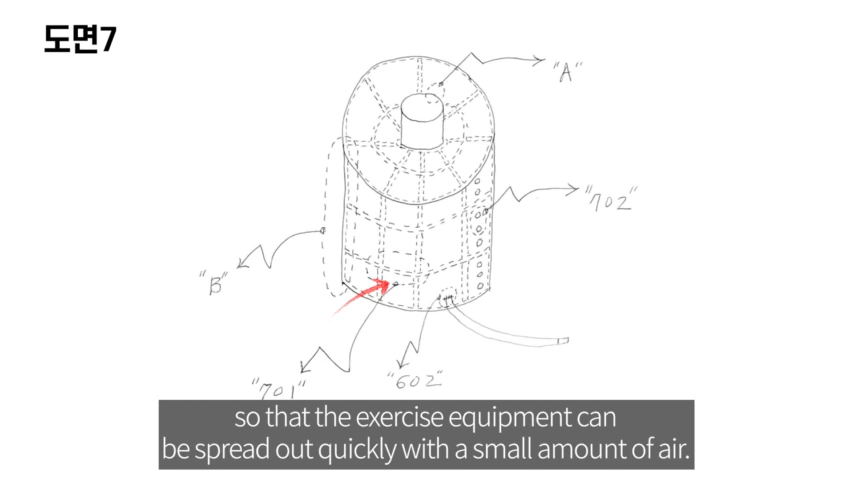 도면7
"A"
"702"
"B"
"701"
"602"
so that the exercise equipment can
be spread out quickly with a small amount of air.